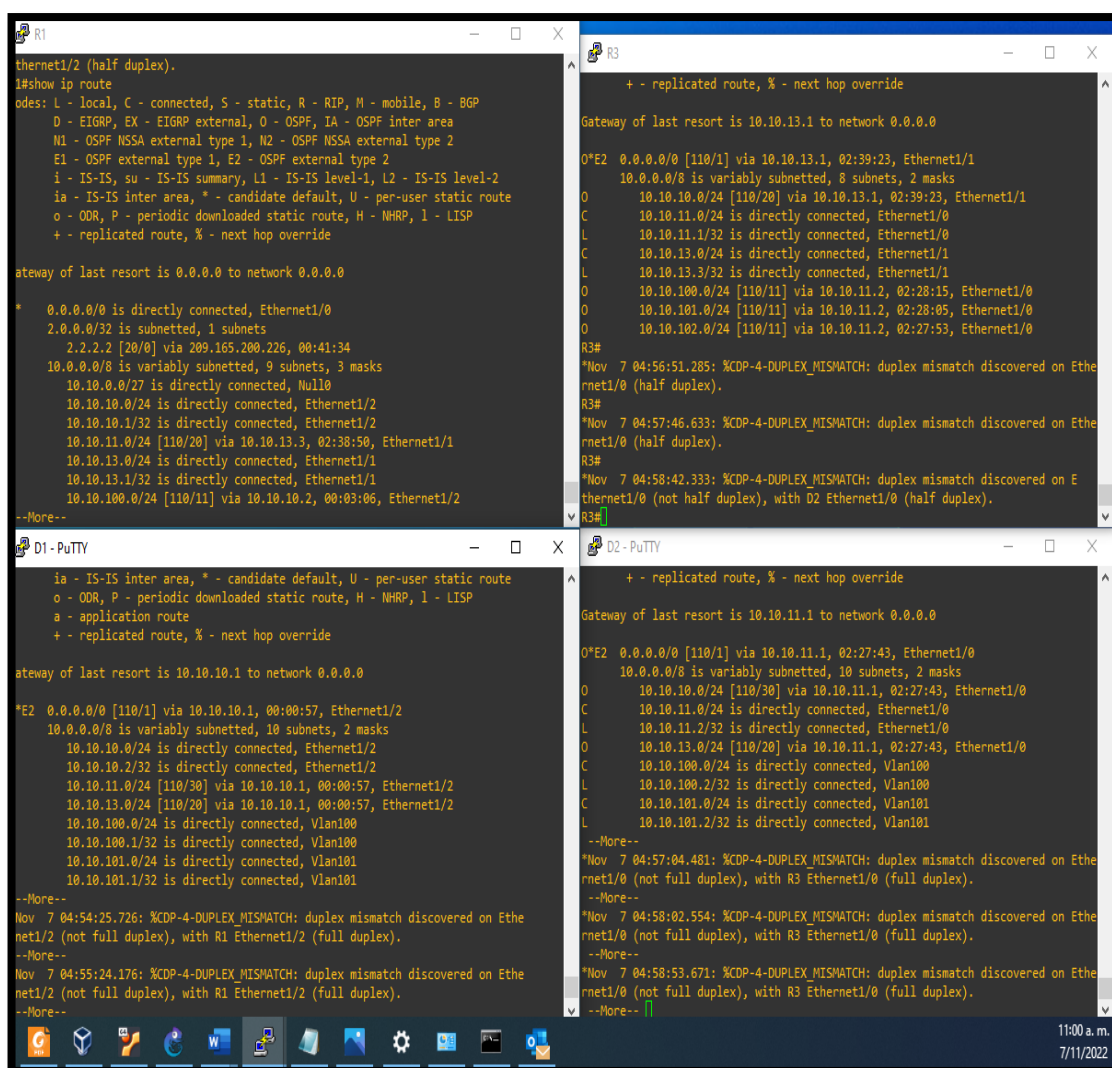 R1
thernet1/2 (half duplex).
1#show ip route
odes: L - local, C - connected, S - static, R - RIP, M - mobile, B - BGP
D - EIGRP, EX - EIGRP external, O - OSPF, IA - OSPF inter area
N1 - OSPF NSSA external type 1, N2 - OSPF NSSA external type 2
E1 - OSPF external type 1, E2 - OSPF external type 2
i - IS-IS, su - IS-IS summary, L1 - IS-IS level-1, L2 - IS-IS level-2
ia - IS-IS inter area, * - candidate default, U - per-user static route
o - ODR, P - periodic downloaded static route, H - NHRP, l - LISP
+ - replicated route, % - next hop override
ateway of last resort is 0.0.0.0 to network 0.0.0.0
* 0.0.0.0/0 is directly connected, Ethernet1/0
2.0.0.0/32 is subnetted, 1 subnets
2.2.2.2 [20/0] via 209.165.200.226, 00:41:34
10.0.0.0/8 is variably subnetted, 9 subnets, 3 masks
10.10.0.0/27 is directly connected, Null0
10.10.10.0/24 is directly connected, Ethernet1/2
10.10.10.1/32 is directly connected, Ethernet1/2
10.10.11.0/24 [110/20] via 10.10.13.3, 02:38:50, Ethernet1/1
10.10.13.0/24 is directly connected, Ethernet1/1
10.10.13.1/32 is directly connected, Ethernet1/1
10.10.100.0/24 [110/11] via 10.10.10.2, 00:03:06, Ethernet1/2
--More--
R3
+ - replicated route, % - next hop override
Gateway of last resort is 10.10.13.1 to network 0.0.0.0
O*E2 0.0.0.0/0 [110/1] via 10.10.13.1, 02:39:23, Ethernet1/1
10.0.0.0/8 is variably subnetted, 8 subnets, 2 masks
O 10.10.10.0/24 [110/20] via 10.10.13.1, 02:39:23, Ethernet1/1
C 10.10.11.0/24 is directly connected, Ethernet1/0
L 10.10.11.1/32 is directly connected, Ethernet1/0
C 10.10.13.0/24 is directly connected, Ethernet1/1
L 10.10.13.3/32 is directly connected, Ethernet1/1
O 10.10.100.0/24 [110/11] via 10.10.11.2, 02:28:15, Ethernet1/0
O 10.10.101.0/24 [110/11] via 10.10.11.2, 02:28:05, Ethernet1/0
O 10.10.102.0/24 [110/11] via 10.10.11.2, 02:27:53, Ethernet1/0
R3#
*Nov 7 04:56:51.285: %CDP-4-DUPLEX_MISMATCH: duplex mismatch discovered on Ethe
rnet1/0 (half duplex).
R3#
*Nov 7 04:57:46.633: %CDP-4-DUPLEX_MISMATCH: duplex mismatch discovered on Ethe
rnet1/0 (half duplex).
R3#
*Nov 7 04:58:42.333: %CDP-4-DUPLEX_MISMATCH: duplex mismatch discovered on E
thernet1/0 (not half duplex), with D2 Ethernet1/0 (half duplex).
R3#
D1 - PuTTY
ia - IS-IS inter area, * - candidate default, U - per-user static route
o - ODR, P - periodic downloaded static route, H - NHRP, l - LISP
a - application route
+ - replicated route, % - next hop override
ateway of last resort is 10.10.10.1 to network 0.0.0.0
*E2 0.0.0.0/0 [110/1] via 10.10.10.1, 00:00:57, Ethernet1/2
10.0.0.0/8 is variably subnetted, 10 subnets, 2 masks
10.10.10.0/24 is directly connected, Ethernet1/2
10.10.10.2/32 is directly connected, Ethernet1/2
10.10.11.0/24 [110/30] via 10.10.10.1, 00:00:57, Ethernet1/2
10.10.13.0/24 [110/20] via 10.10.10.1, 00:00:57, Ethernet1/2
10.10.100.0/24 is directly connected, Vlan100
10.10.100.1/32 is directly connected, Vlan100
10.10.101.0/24 is directly connected, Vlan101
10.10.101.1/32 is directly connected, Vlan101
--More--
Nov 7 04:54:25.726: %CDP-4-DUPLEX_MISMATCH: duplex mismatch discovered on Ethe
net1/2 (not full duplex), with R1 Ethernet1/2 (full duplex).
--More--
Nov 7 04:55:24.176: %CDP-4-DUPLEX_MISMATCH: duplex mismatch discovered on Ethe
net1/2 (not full duplex), with R1 Ethernet1/2 (full duplex).
--More--
D2 - PuTTY
+ - replicated route, % - next hop override
Gateway of last resort is 10.10.11.1 to network 0.0.0.0
O*E2 0.0.0.0/0 [110/1] via 10.10.11.1, 02:27:43, Ethernet1/0
10.0.0.0/8 is variably subnetted, 10 subnets, 2 masks
O 10.10.10.0/24 [110/30] via 10.10.11.1, 02:27:43, Ethernet1/0
C 10.10.11.0/24 is directly connected, Ethernet1/0
L 10.10.11.2/32 is directly connected, Ethernet1/0
O 10.10.13.0/24 [110/20] via 10.10.11.1, 02:27:43, Ethernet1/0
C 10.10.100.0/24 is directly connected, Vlan100
L 10.10.100.2/32 is directly connected, Vlan100
C 10.10.101.0/24 is directly connected, Vlan101
L 10.10.101.2/32 is directly connected, Vlan101
--More--
*Nov 7 04:57:04.481: %CDP-4-DUPLEX_MISMATCH: duplex mismatch discovered on Ethe
rnet1/0 (not full duplex), with R3 Ethernet1/0 (full duplex).
--More--
*Nov 7 04:58:02.554: %CDP-4-DUPLEX_MISMATCH: duplex mismatch discovered on Ethe
rnet1/0 (not full duplex), with R3 Ethernet1/0 (full duplex).
--More--
*Nov 7 04:58:53.671: %CDP-4-DUPLEX_MISMATCH: duplex mismatch discovered on Ethe
rnet1/0 (not full duplex), with R3 Ethernet1/0 (full duplex).
--More--
11:00 a. m.
7/11/2022